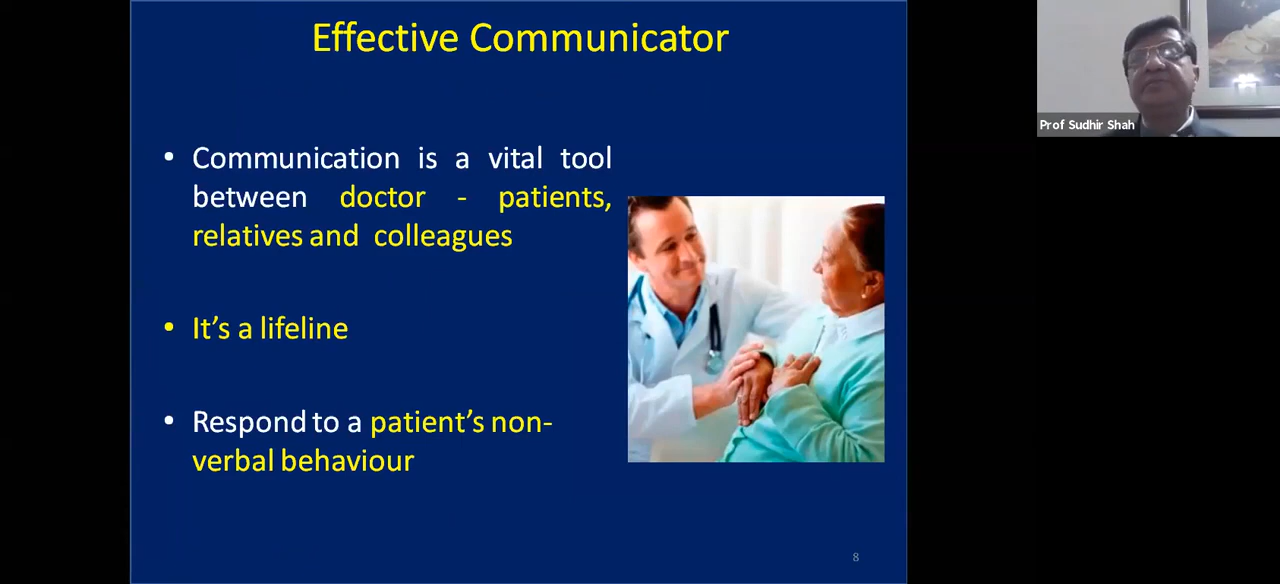 Effective Communicator
• Communication is a vital tool
between doctor - patients,
relatives and colleagues
• It's a lifeline
• Respond to a patient's non-
verbal behaviour
8
Prof Sudhir Shah